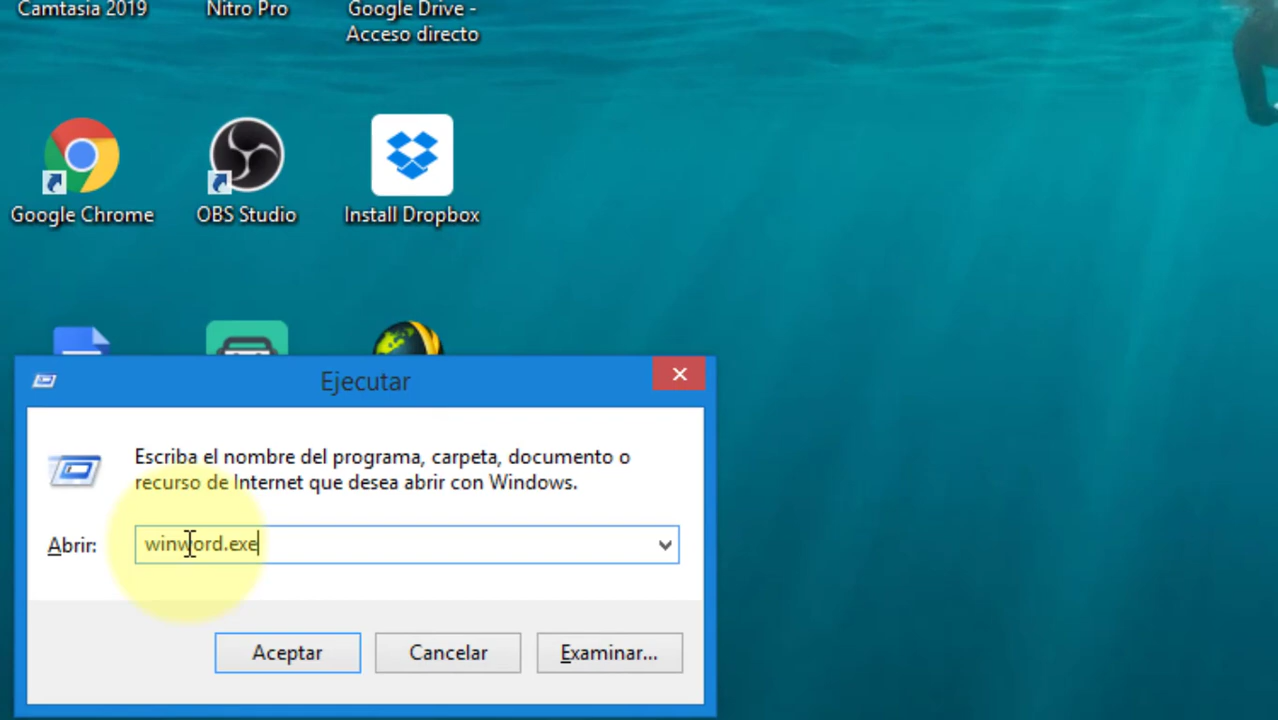 Camtasia 2019
Nitro Pro
Google Drive -
Acceso directo
Google Chrome
OBS Studio
Install Dropbox
Ejecutar
Escriba el nombre del programa, carpeta, documento o
recurso de Internet que desea abrir con Windows.
Abrir:
winword.exe
Aceptar
Cancelar
Examinar...